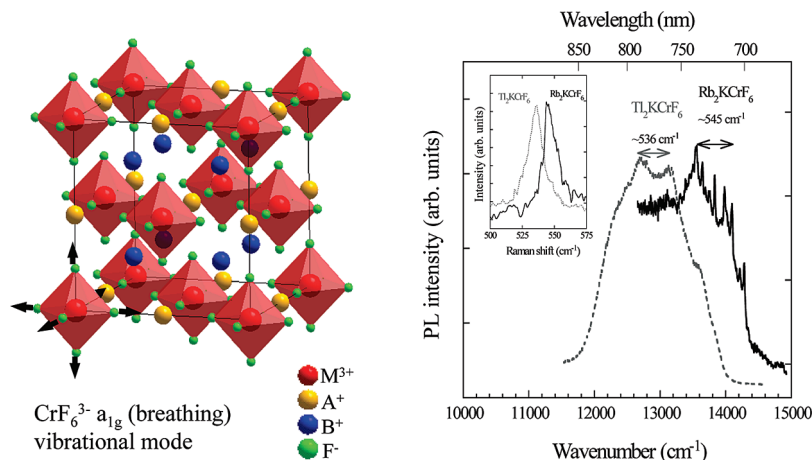 M³⁺
A⁺
B⁺
F⁻
CrF₆³⁻ a₁g (breathing)
vibrational mode
Wavelength (nm)
850 800 750 700
Tl₂KCrF₆
Rb₂KCrF₆
Tl₂KCrF₆
~536 cm⁻¹
Rb₂KCrF₆
~545 cm⁻¹
Intensity (arb. units)
500 525 550 575
Raman shift (cm⁻¹)
PL intensity (arb. units)
10000 11000 12000 13000 14000 15000
Wavenumber (cm⁻¹)